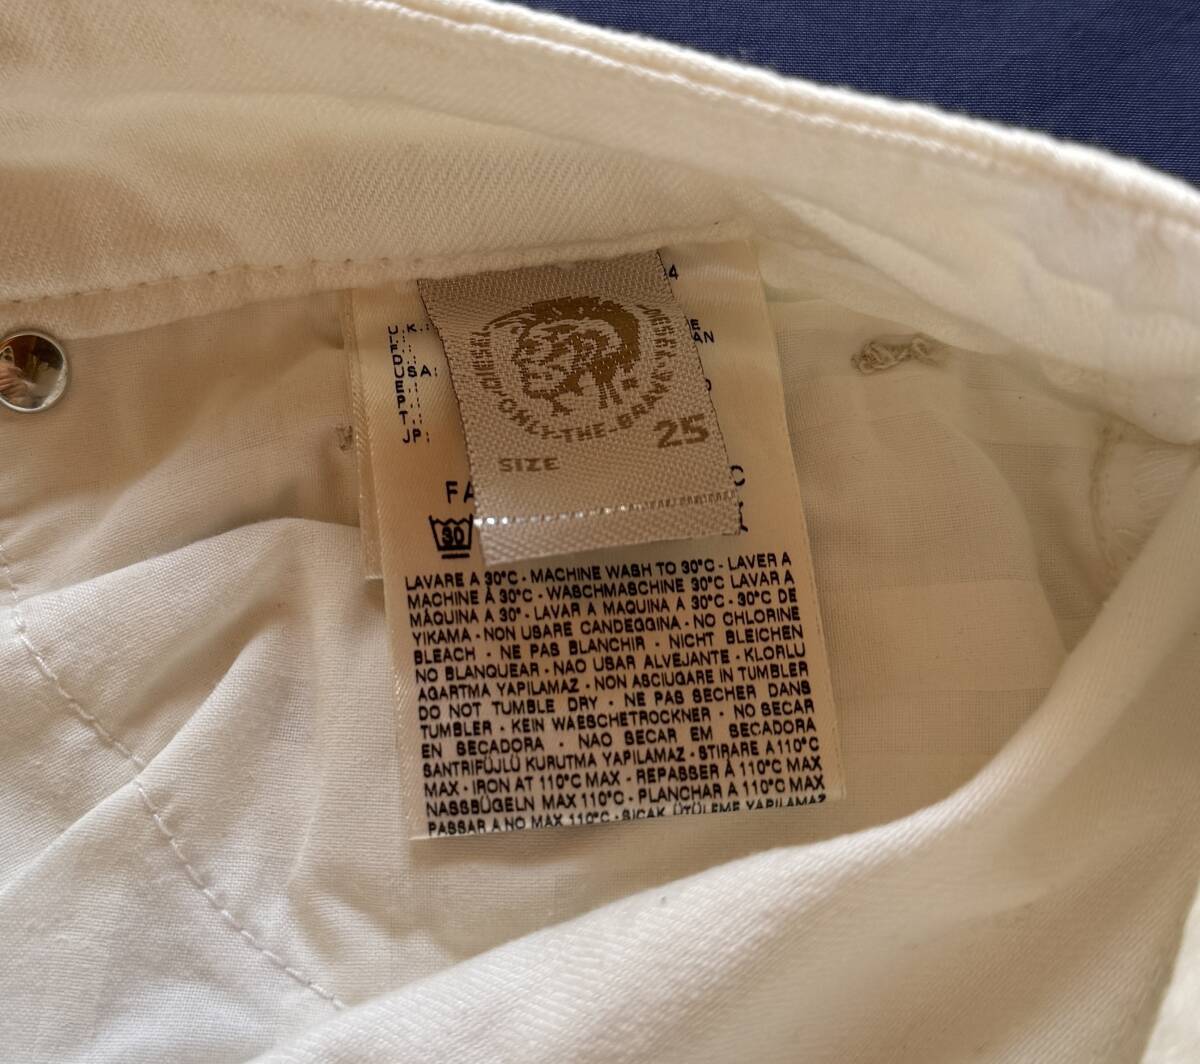 4
U.K.:
USA:
JP:
DIESEL
ONLY-THE-BRAVE
25
SIZE
30
LAVARE A 30°C - MACHINE WASH TO 30°C - LAVER A
MACHINE Á 30°C - WASCHMASCHINE 30°C LAVAR A
MÁQUINA A 30° - LAVAR A MAQUINA A 30°C - 30°C DE
YIKAMA - NON USARE CANDEGGINA - NO CHLORINE
BLEACH - NE PAS BLANCHIR - NICHT BLEICHEN
NO BLANQUEAR - NAO USAR ALVEJANTE - KLORLU
AGARTMA YAPILAMAZ - NON ASCIUGARE IN TUMBLER
DO NOT TUMBLE DRY - NE PAS SECHER DANS
TUMBLER - KEIN WAESCHETROCKNER - NO SECAR
EN SECADORA - NAO SECAR EM SECADORA
SANTRIFÜJLÜ KURUTMA YAPILAMAZ - STIRARE A 110°C
MAX - IRON AT 110°C MAX - REPASSER À 110°C MAX
NASSBÜGELN MAX 110°C - PLANCHAR A 110°C MAX
PASSAR A NO MAX 110°C - SICAK ÜTÜLEME YAPILAMAZ